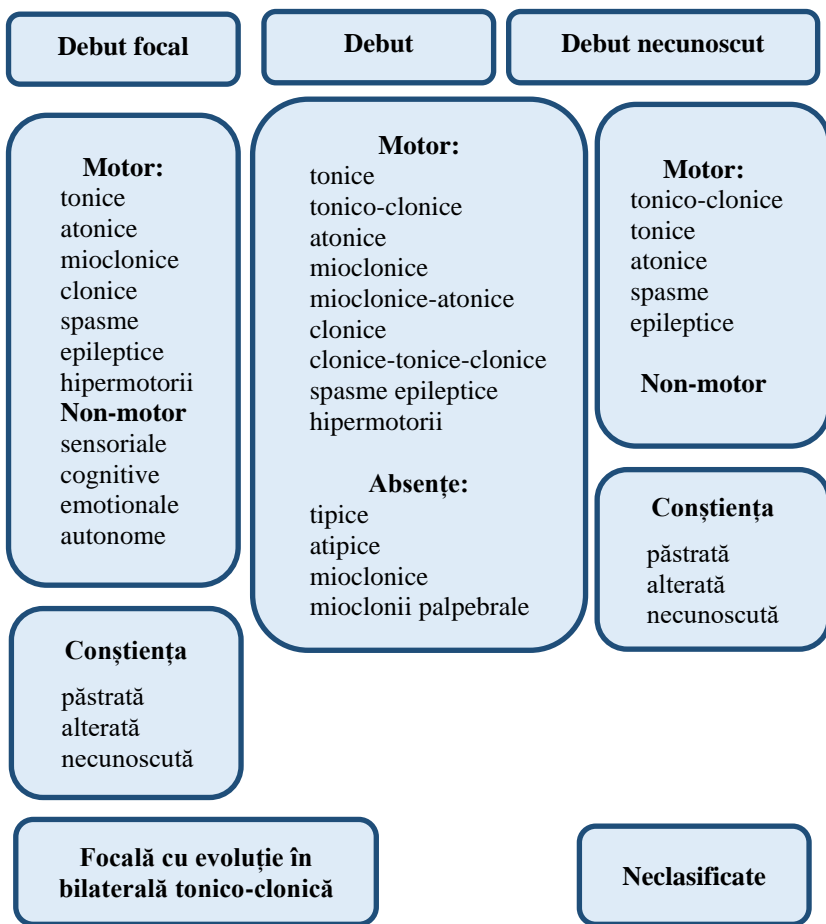 Debut focal
Debut
Debut necunoscut
Motor:
tonice
atonice
mioclonice
clonice
spasme
epileptice
hipermotorii
Non-motor
sensoriale
cognitive
emotionale
autonome
Motor:
tonice
tonico-clonice
atonice
mioclonice
mioclonice-atonice
clonice
clonice-tonice-clonice
spasme epileptice
hipermotorii
Absențe:
tipice
atipice
mioclonice
mioclonii palpebrale
Motor:
tonico-clonice
tonice
atonice
spasme
epileptice
Non-motor
Conștiența
păstrată
alterată
necunoscută
Conștiența
păstrată
alterată
necunoscută
Focală cu evoluție în
bilaterală tonico-clonică
Neclasificate